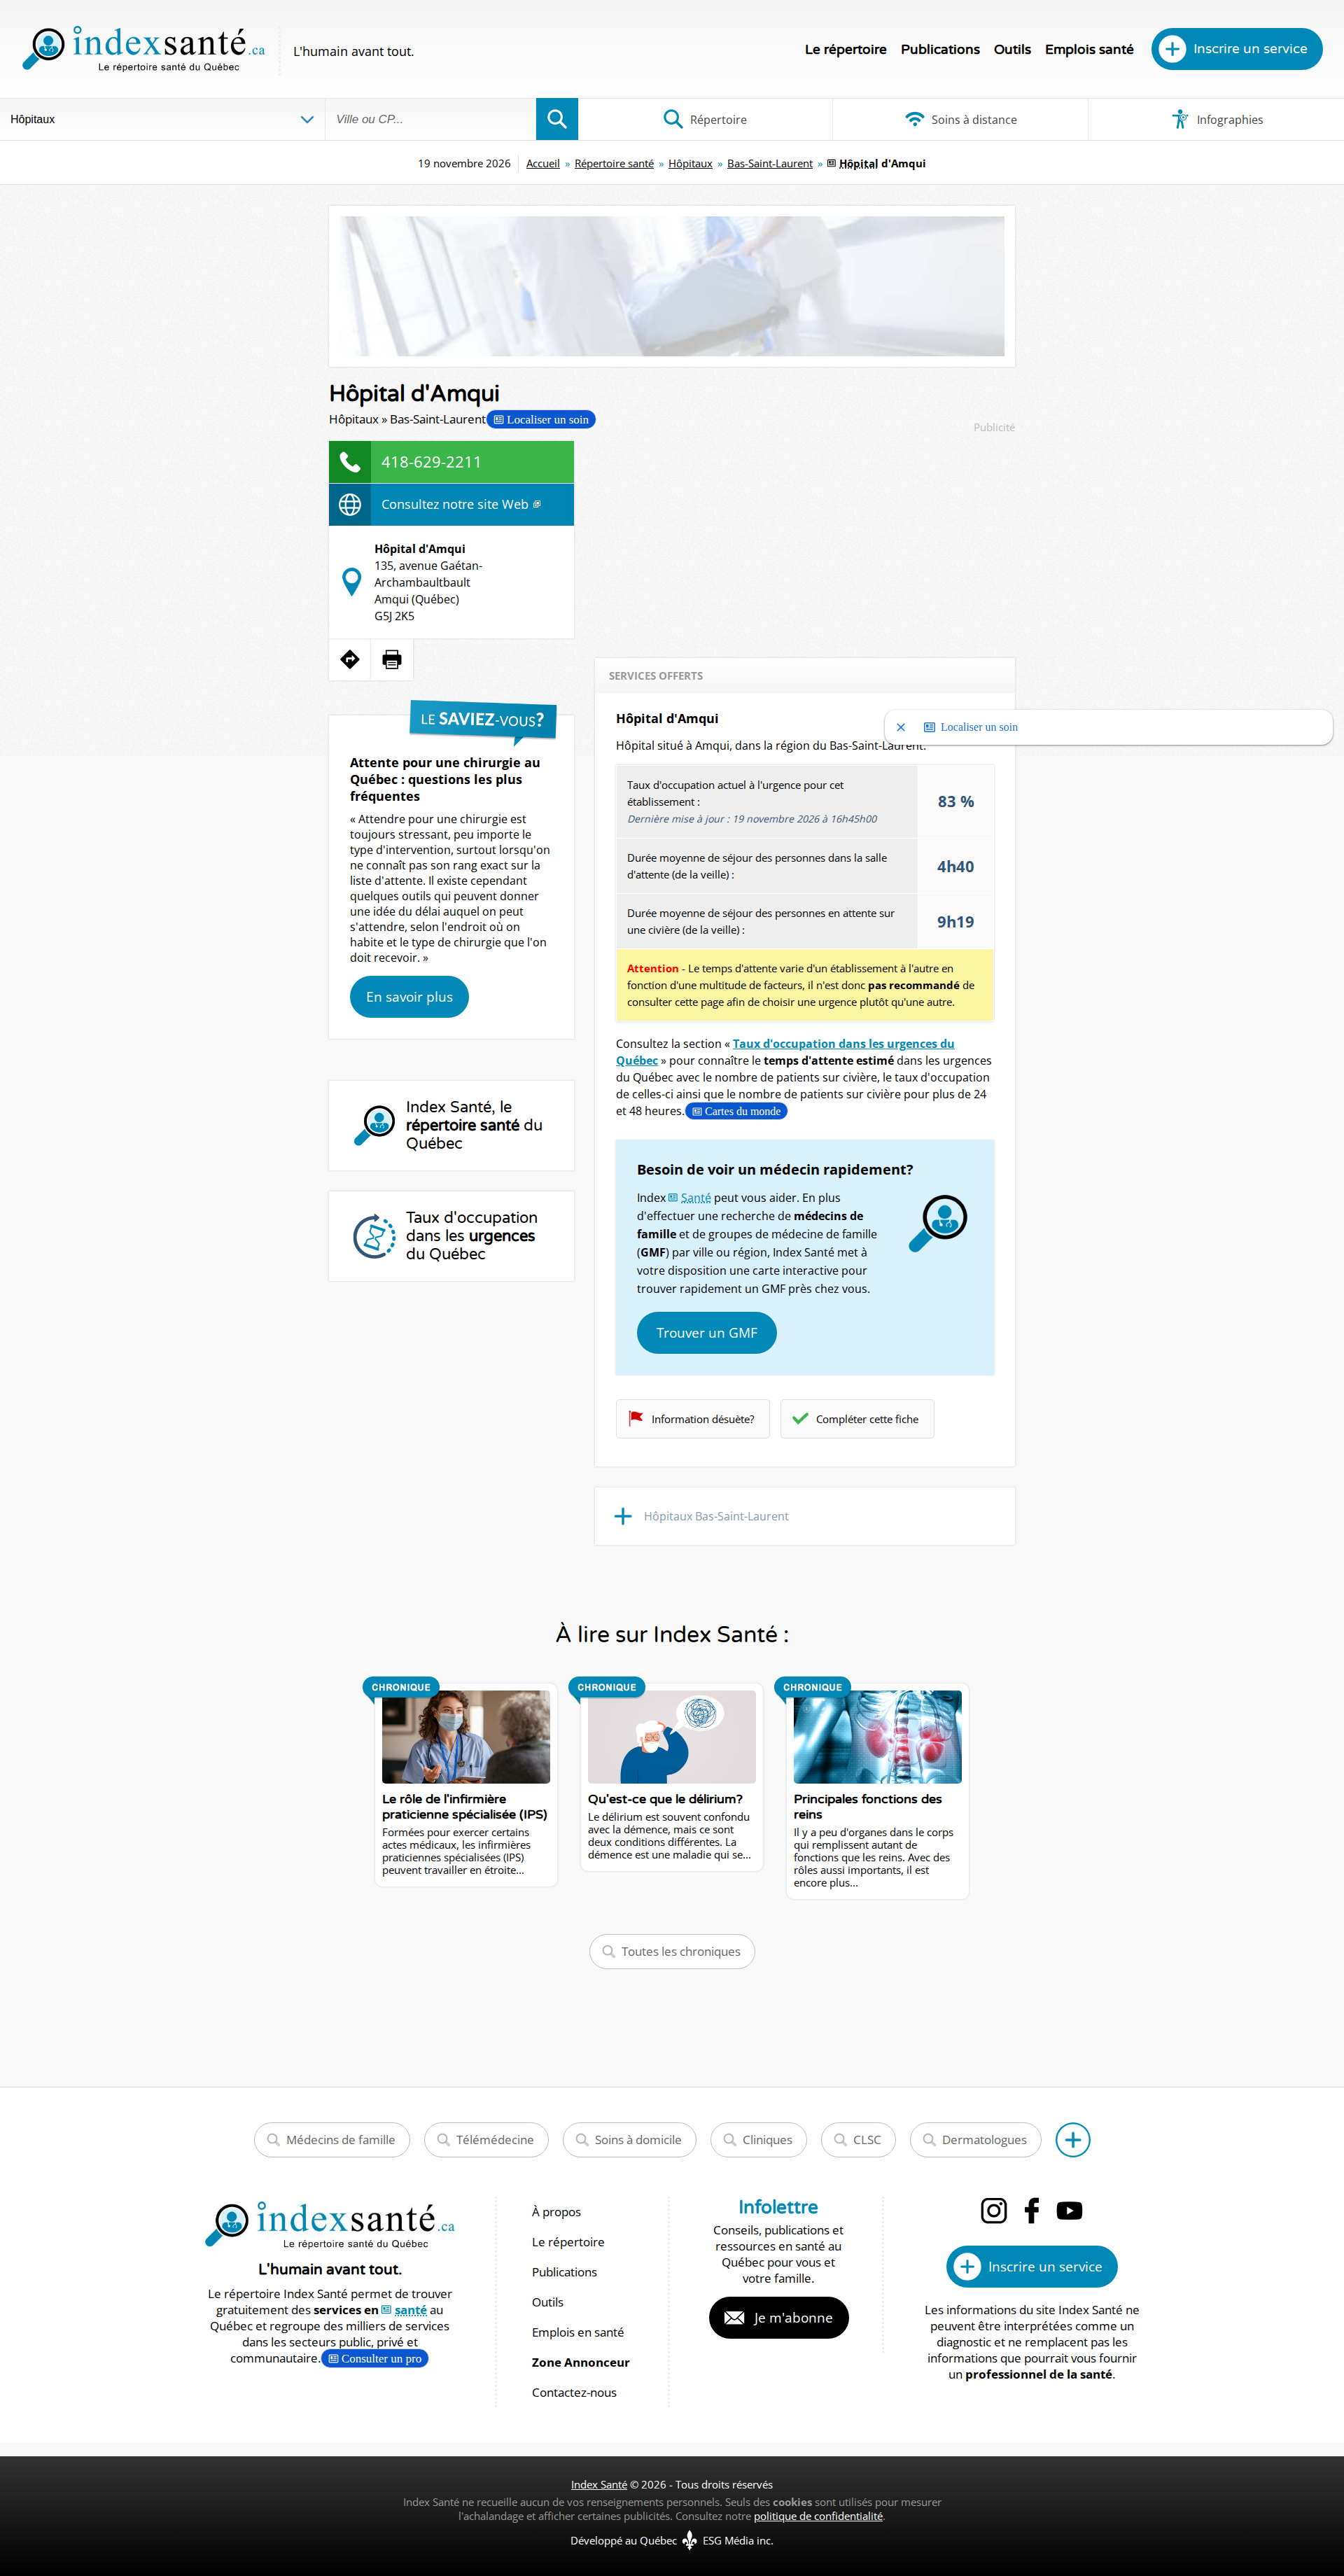 indexsanté.ca
Le répertoire santé du Québec
L'humain avant tout.
Le répertoire
Publications
Outils
Emplois santé
Inscrire un service
Hôpitaux
Ville ou CP...
Répertoire
Soins à distance
Infographies
19 novembre 2026
Accueil » Répertoire santé » Hôpitaux » Bas-Saint-Laurent » Hôpital d'Amqui
Hôpital d'Amqui
Hôpitaux » Bas-Saint-Laurent Localiser un soin
Publicité
418-629-2211
Consultez notre site Web
Hôpital d'Amqui
135, avenue Gaétan-
Archambaultbault
Amqui (Québec)
G5J 2K5
LE SAVIEZ-VOUS?
Attente pour une chirurgie au
Québec : questions les plus
fréquentes
« Attendre pour une chirurgie est
toujours stressant, peu importe le
type d'intervention, surtout lorsqu'on
ne connaît pas son rang exact sur la
liste d'attente. Il existe cependant
quelques outils qui peuvent donner
une idée du délai auquel on peut
s'attendre, selon l'endroit où on
habite et le type de chirurgie que l'on
doit recevoir. »
En savoir plus
Index Santé, le
répertoire santé du
Québec
Taux d'occupation
dans les urgences
du Québec
SERVICES OFFERTS
Hôpital d'Amqui
Localiser un soin
Hôpital situé à Amqui, dans la région du Bas-Saint-Laurent.
Taux d'occupation actuel à l'urgence pour cet
établissement :
Dernière mise à jour : 19 novembre 2026 à 16h45h00
83 %
Durée moyenne de séjour des personnes dans la salle
d'attente (de la veille) :
4h40
Durée moyenne de séjour des personnes en attente sur
une civière (de la veille) :
9h19
Attention - Le temps d'attente varie d'un établissement à l'autre en
fonction d'une multitude de facteurs, il n'est donc pas recommandé de
consulter cette page afin de choisir une urgence plutôt qu'une autre.
Consultez la section « Taux d'occupation dans les urgences du
Québec » pour connaître le temps d'attente estimé dans les urgences
du Québec avec le nombre de patients sur civière, le taux d'occupation
de celles-ci ainsi que le nombre de patients sur civière pour plus de 24
et 48 heures. Cartes du monde
Besoin de voir un médecin rapidement?
Index Santé peut vous aider. En plus
d'effectuer une recherche de médecins de
famille et de groupes de médecine de famille
(GMF) par ville ou région, Index Santé met à
votre disposition une carte interactive pour
trouver rapidement un GMF près chez vous.
Trouver un GMF
Information désuète?
Compléter cette fiche
Hôpitaux Bas-Saint-Laurent
À lire sur Index Santé :
CHRONIQUE
Le rôle de l'infirmière
praticienne spécialisée (IPS)
Formées pour exercer certains
actes médicaux, les infirmières
praticiennes spécialisées (IPS)
peuvent travailler en étroite...
CHRONIQUE
Qu'est-ce que le délirium?
Le délirium est souvent confondu
avec la démence, mais ce sont
deux conditions différentes. La
démence est une maladie qui se...
CHRONIQUE
Principales fonctions des
reins
Il y a peu d'organes dans le corps
qui remplissent autant de
fonctions que les reins. Avec des
rôles aussi importants, il est
encore plus...
Toutes les chroniques
Médecins de famille
Télémédecine
Soins à domicile
Cliniques
CLSC
Dermatologues
indexsanté.ca
Le répertoire santé du Québec
L'humain avant tout.
Le répertoire Index Santé permet de trouver
gratuitement des services en santé au
Québec et regroupe des milliers de services
dans les secteurs public, privé et
communautaire. Consulter un pro
À propos
Le répertoire
Publications
Outils
Emplois en santé
Zone Annonceur
Contactez-nous
Infolettre
Conseils, publications et
ressources en santé au
Québec pour vous et
votre famille.
Je m'abonne
Inscrire un service
Les informations du site Index Santé ne
peuvent être interprétées comme un
diagnostic et ne remplacent pas les
informations que pourrait vous fournir
un professionnel de la santé.
Index Santé © 2026 - Tous droits réservés
Index Santé ne recueille aucun de vos renseignements personnels. Seuls des cookies sont utilisés pour mesurer
l'achalandage et afficher certaines publicités. Consultez notre politique de confidentialité.
Développé au Québec ESG Média inc.